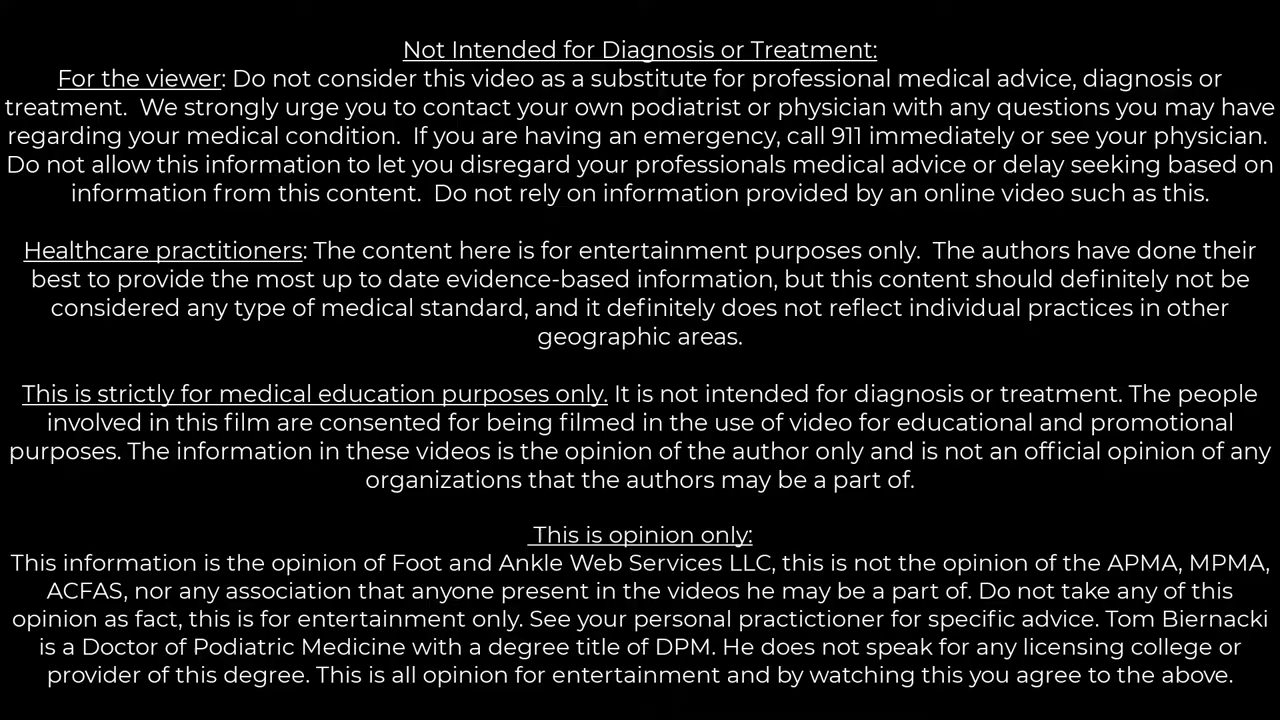 Not Intended for Diagnosis or Treatment:
For the viewer: Do not consider this video as a substitute for professional medical advice, diagnosis or
treatment.  We strongly urge you to contact your own podiatrist or physician with any questions you may have
regarding your medical condition.  If you are having an emergency, call 911 immediately or see your physician.
Do not allow this information to let you disregard your professionals medical advice or delay seeking based on
information from this content.  Do not rely on information provided by an online video such as this.
Healthcare practitioners: The content here is for entertainment purposes only.  The authors have done their
best to provide the most up to date evidence-based information, but this content should definitely not be
considered any type of medical standard, and it definitely does not reflect individual practices in other
geographic areas.
This is strictly for medical education purposes only. It is not intended for diagnosis or treatment. The people
involved in this film are consented for being filmed in the use of video for educational and promotional
purposes. The information in these videos is the opinion of the author only and is not an official opinion of any
organizations that the authors may be a part of.
This is opinion only:
This information is the opinion of Foot and Ankle Web Services LLC, this is not the opinion of the APMA, MPMA,
ACFAS, nor any association that anyone present in the videos he may be a part of. Do not take any of this
opinion as fact, this is for entertainment only. See your personal practictioner for specific advice. Tom Biernacki
is a Doctor of Podiatric Medicine with a degree title of DPM. He does not speak for any licensing college or
provider of this degree. This is all opinion for entertainment and by watching this you agree to the above.